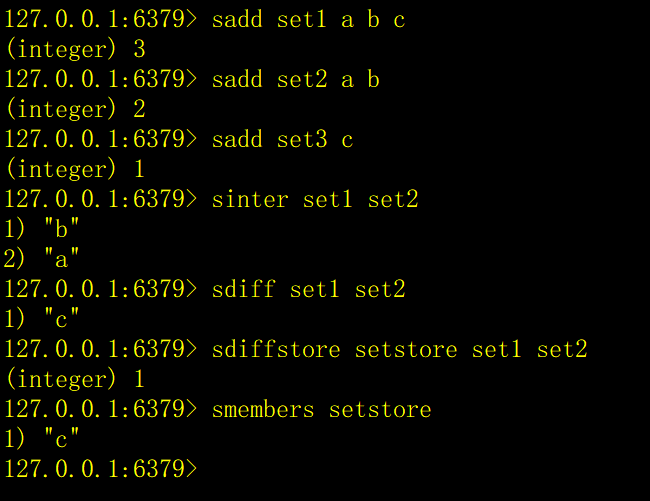 127.0.0.1:6379> sadd set1 a b c
(integer) 3
127.0.0.1:6379> sadd set2 a b
(integer) 2
127.0.0.1:6379> sadd set3 c
(integer) 1
127.0.0.1:6379> sinter set1 set2
1) "b"
2) "a"
127.0.0.1:6379> sdiff set1 set2
1) "c"
127.0.0.1:6379> sdiffstore setstore set1 set2
(integer) 1
127.0.0.1:6379> smembers setstore
1) "c"
127.0.0.1:6379>